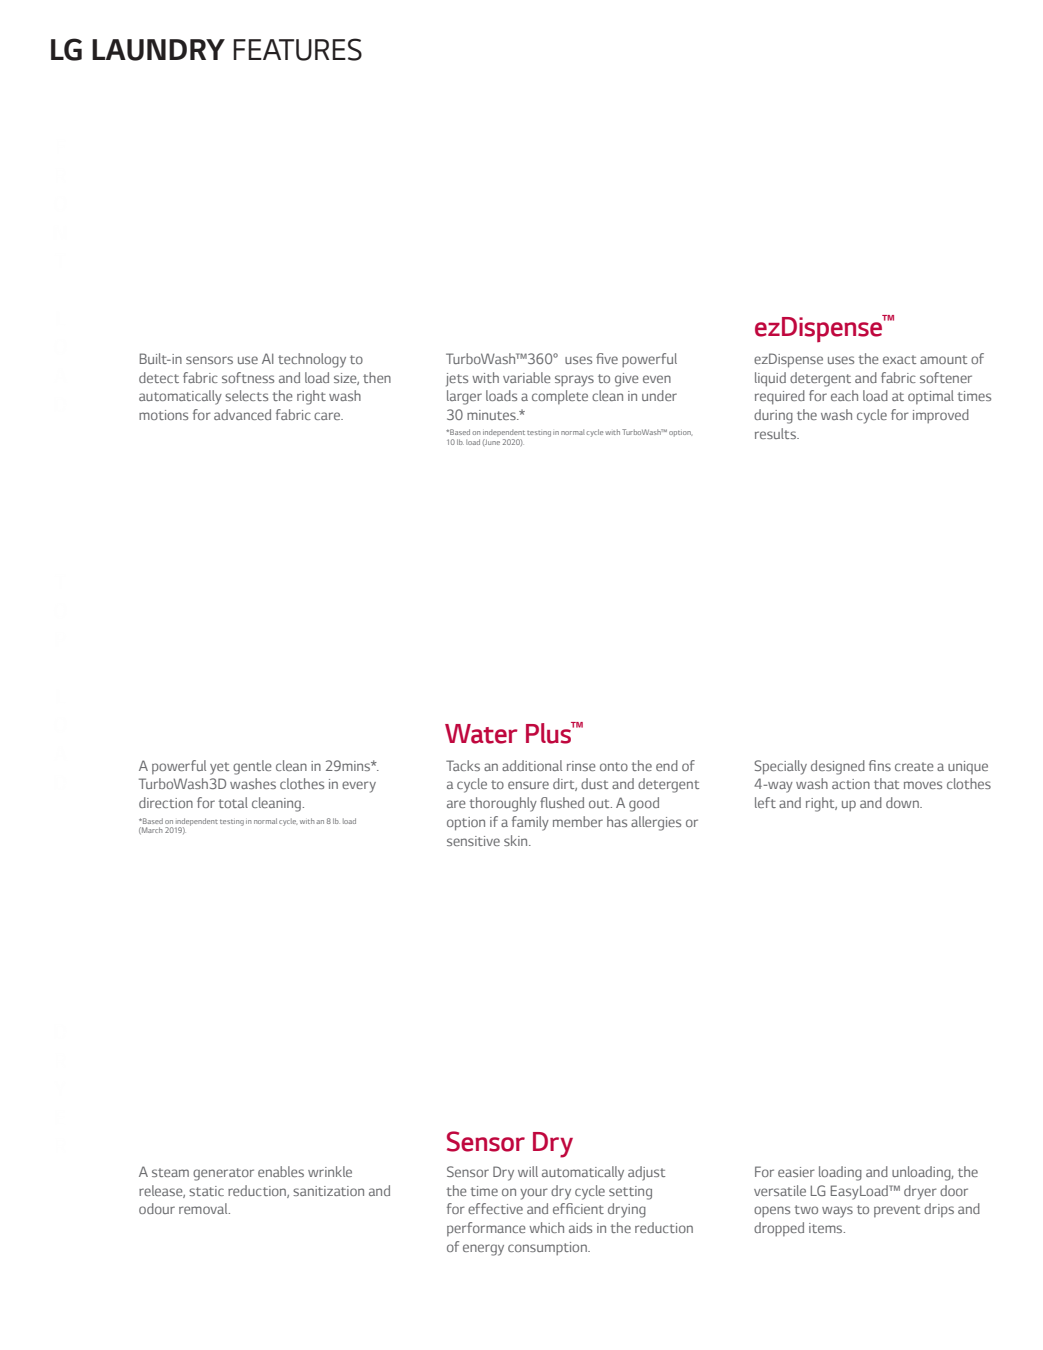 LG LAUNDRY FEATURES
Built-in sensors use AI technology to
detect fabric softness and load size, then
automatically selects the right wash
motions for advanced fabric care.
TurboWash™360° uses five powerful
jets with variable sprays to give even
larger loads a complete clean in under
30 minutes.*
*Based on independent testing in normal cycle with TurboWash™ option,
10 lb. load (June 2020).
ezDispense™
ezDispense uses the exact amount of
liquid detergent and fabric softener
required for each load at optimal times
during the wash cycle for improved
results.
A powerful yet gentle clean in 29mins*.
TurboWash3D washes clothes in every
direction for total cleaning.
*Based on independent testing in normal cycle, with an 8 lb. load
(March 2019).
Water Plus™
Tacks an additional rinse onto the end of
a cycle to ensure dirt, dust and detergent
are thoroughly flushed out. A good
option if a family member has allergies or
sensitive skin.
Specially designed fins create a unique
4-way wash action that moves clothes
left and right, up and down.
A steam generator enables wrinkle
release, static reduction, sanitization and
odour removal.
Sensor Dry
Sensor Dry will automatically adjust
the time on your dry cycle setting
for effective and efficient drying
performance which aids in the reduction
of energy consumption.
For easier loading and unloading, the
versatile LG EasyLoad™ dryer door
opens two ways to prevent drips and
dropped items.